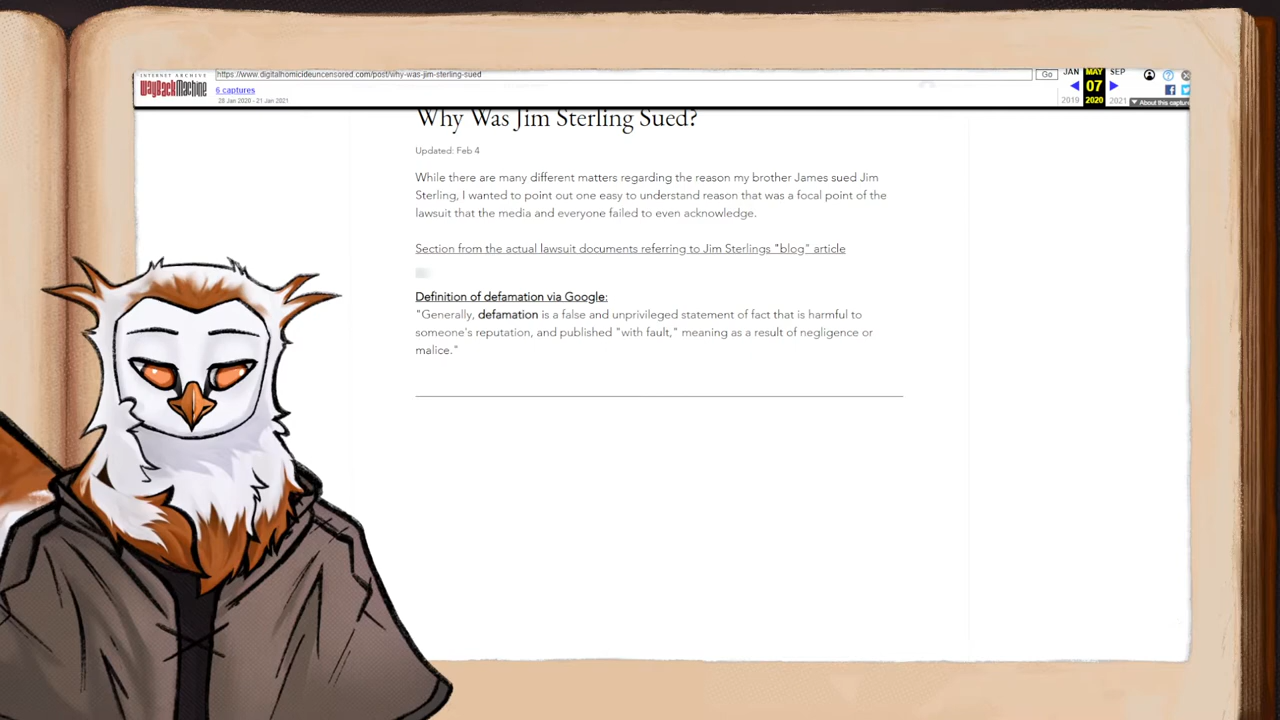 INTERNET ARCHIVE
WayBackMachine
https://www.digitalhomicideuncensored.com/post/why-was-jim-sterling-sued
Go
JAN MAY SEP
6 captures
07
28 Jan 2020 - 21 Jan 2021
2019 2020 2021
About this capture
Why Was Jim Sterling Sued?
Updated: Feb 4
While there are many different matters regarding the reason my brother James sued Jim
Sterling, I wanted to point out one easy to understand reason that was a focal point of the
lawsuit that the media and everyone failed to even acknowledge.
Section from the actual lawsuit documents referring to Jim Sterlings "blog" article
Definition of defamation via Google:
"Generally, defamation is a false and unprivileged statement of fact that is harmful to
someone's reputation, and published "with fault," meaning as a result of negligence or
malice."